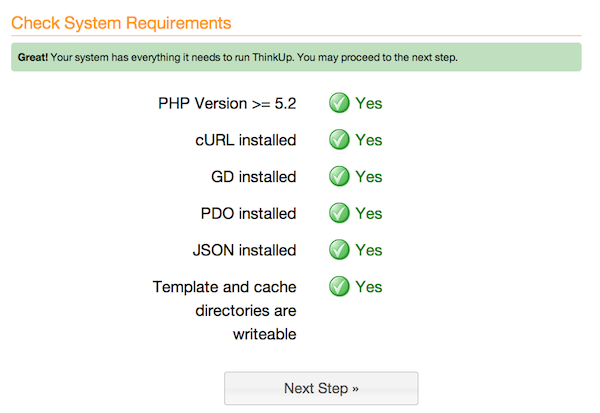 Check System Requirements
Great! Your system has everything it needs to run ThinkUp. You may proceed to the next step.
PHP Version >= 5.2 Yes
cURL installed Yes
GD installed Yes
PDO installed Yes
JSON installed Yes
Template and cache Yes
directories are
writeable
Next Step »